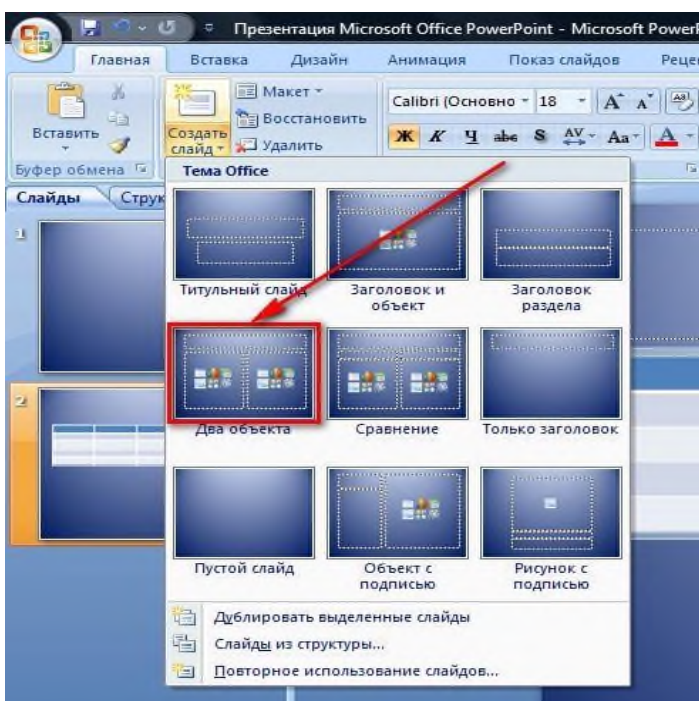 Презентация Microsoft Office PowerPoint - Microsoft PowerP
Главная Вставка Дизайн Анимация Показ слайдов Рецен
Вставить
Буфер обмена
Создать слайд
Макет
Восстановить
Удалить
Calibri (Основно 18 A A
Ж К Ч abe S AV Aa A
Слайды Струк
1
2
Тема Office
Титульный слайд
Заголовок и
объект
Заголовок
раздела
Два объекта
Сравнение
Только заголовок
Пустой слайд
Объект с
подписью
Рисунок с
подписью
Дублировать выделенные слайды
Слайды из структуры...
Повторное использование слайдов...